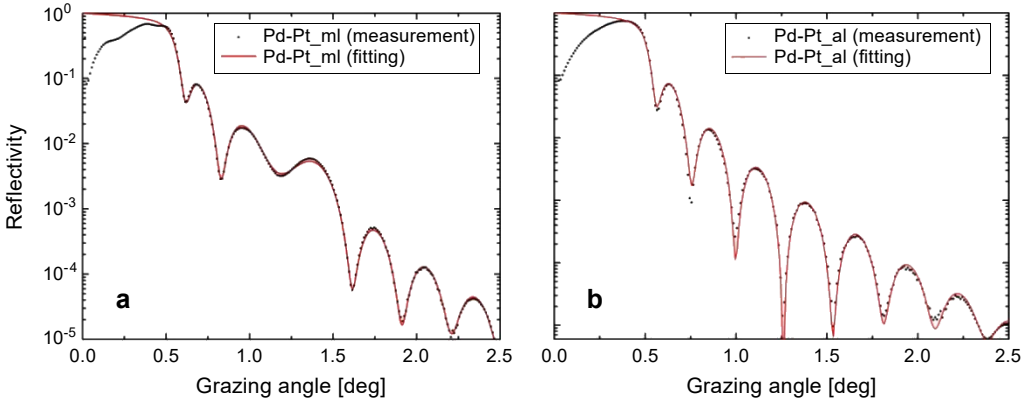 Pd-Pt_ml (measurement)
Pd-Pt_ml (fitting)
10⁰
10⁻¹
10⁻²
10⁻³
10⁻⁴
10⁻⁵
Reflectivity
a
0.0 0.5 1.0 1.5 2.0 2.5
Grazing angle [deg]
Pd-Pt_al (measurement)
Pd-Pt_al (fitting)
b
0.0 0.5 1.0 1.5 2.0 2.5
Grazing angle [deg]